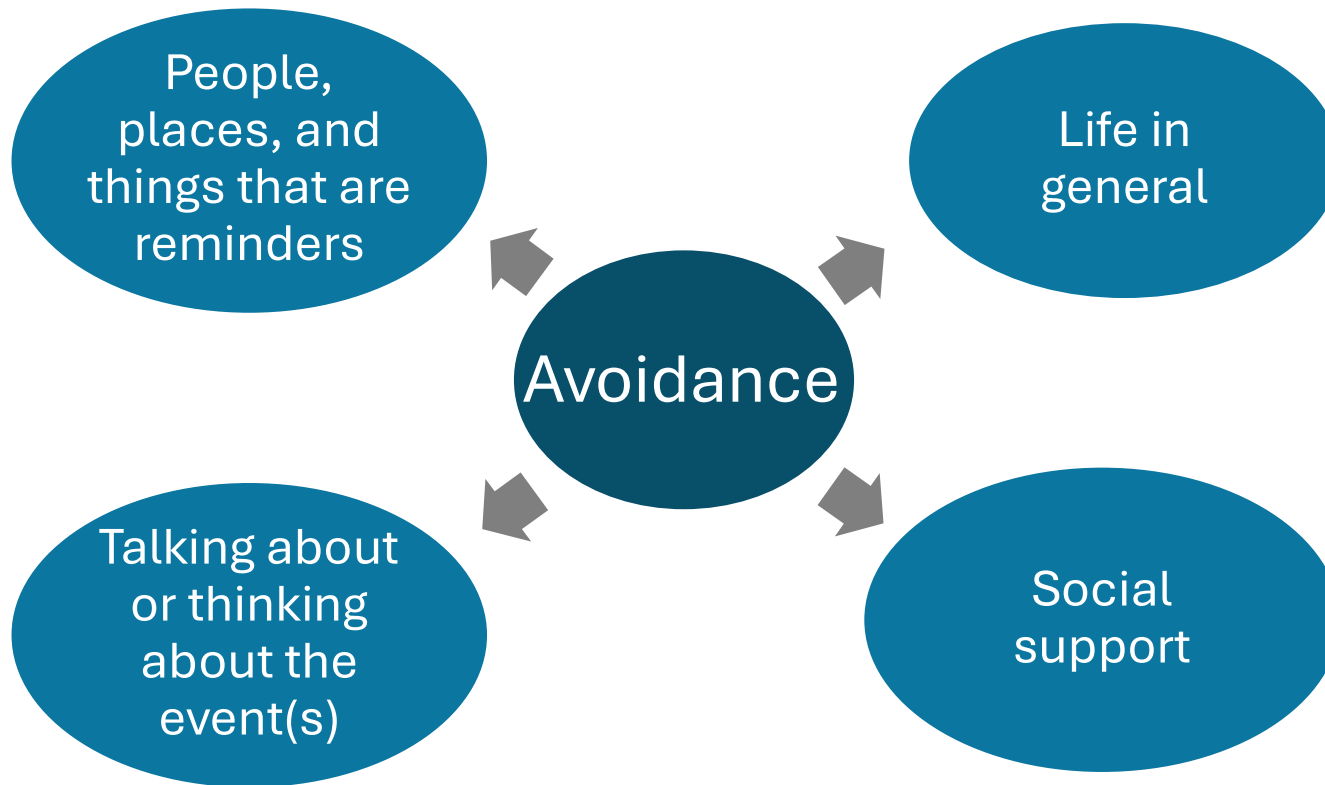 People,
places, and
things that are
reminders
Life in
general
Avoidance
Talking about
or thinking
about the
event(s)
Social
support